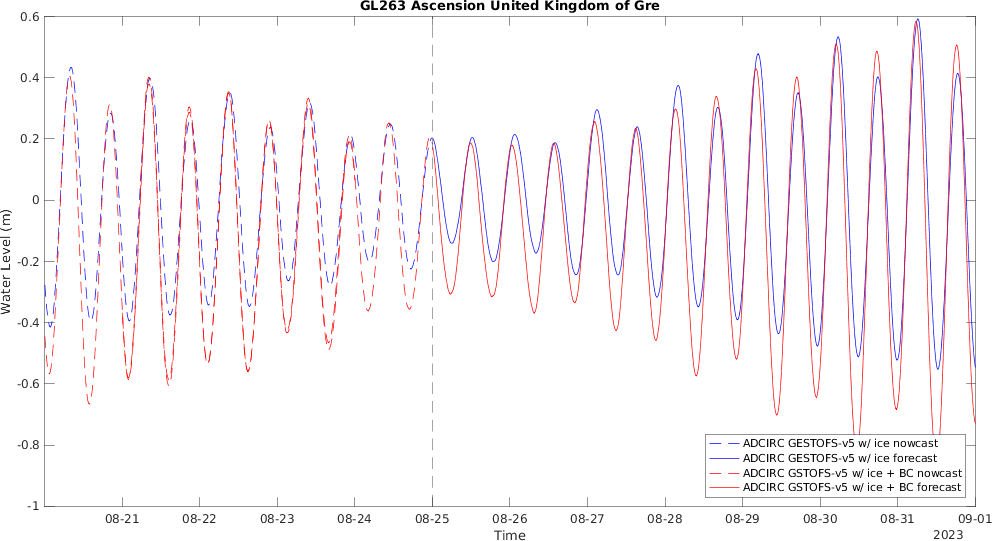 GL263 Ascension United Kingdom of Gre
0.6
0.4
0.2
0
-0.2
-0.4
-0.6
-0.8
-1
Water Level (m)
08-21 08-22 08-23 08-24 08-25 08-26 08-27 08-28 08-29 08-30 08-31 09-01
Time
2023
ADCIRC GESTOFS-v5 w/ ice nowcast
ADCIRC GESTOFS-v5 w/ ice forecast
ADCIRC GSTOFS-v5 w/ ice + BC nowcast
ADCIRC GSTOFS-v5 w/ ice + BC forecast